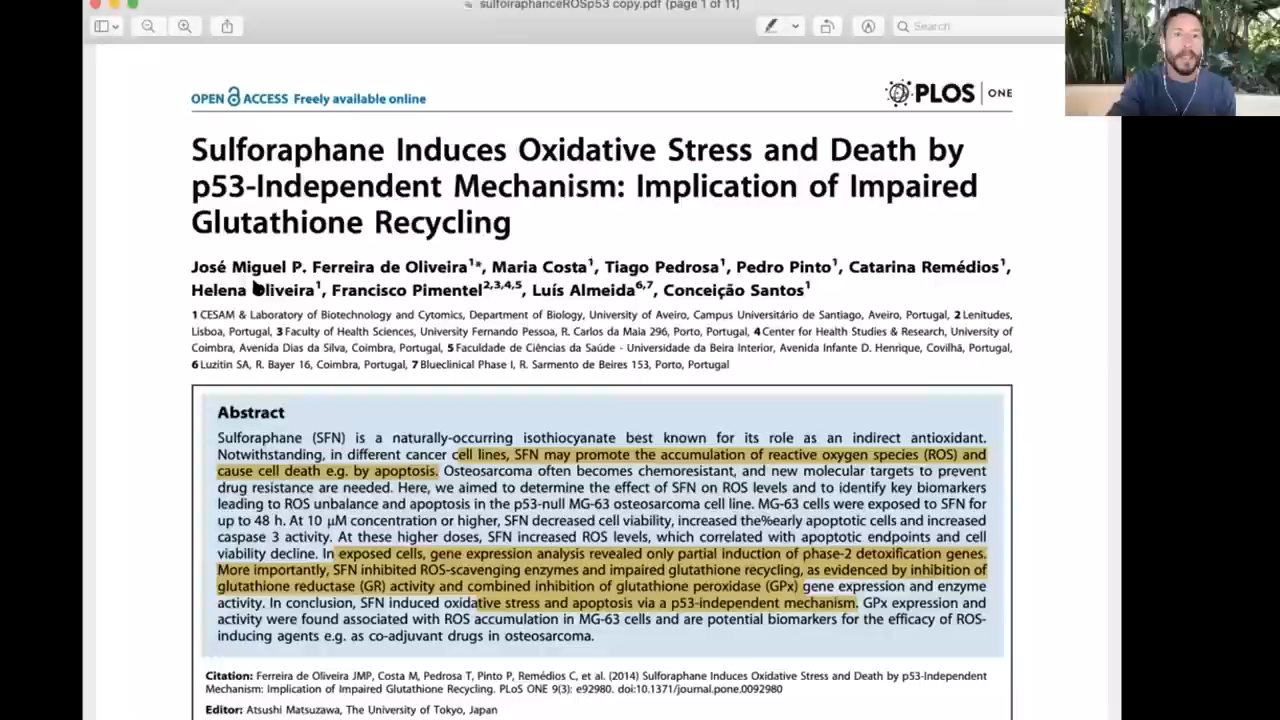 sulfoiraphanceROSp53 copy.pdf (page 1 of 11)
Search
OPEN ACCESS Freely available online
PLOS ONE
Sulforaphane Induces Oxidative Stress and Death by
p53-Independent Mechanism: Implication of Impaired
Glutathione Recycling
José Miguel P. Ferreira de Oliveira1*, Maria Costa1, Tiago Pedrosa1, Pedro Pinto1, Catarina Remédios1,
Helena Oliveira1, Francisco Pimentel2,3,4,5, Luís Almeida6,7, Conceição Santos1
1 CESAM & Laboratory of Biotechnology and Cytomics, Department of Biology, University of Aveiro, Campus Universitário de Santiago, Aveiro, Portugal, 2 Lenitudes,
Lisboa, Portugal, 3 Faculty of Health Sciences, University Fernando Pessoa, R. Carlos da Maia 296, Porto, Portugal, 4 Center for Health Studies & Research, University of
Coimbra, Avenida Dias da Silva, Coimbra, Portugal, 5 Faculdade de Ciências da Saúde - Universidade da Beira Interior, Avenida Infante D. Henrique, Covilhã, Portugal,
6 Luzitin SA, R. Bayer 16, Coimbra, Portugal, 7 Blueclinical Phase I, R. Sarmento de Beires 153, Porto, Portugal
Abstract
Sulforaphane (SFN) is a naturally-occurring isothiocyanate best known for its role as an indirect antioxidant.
Notwithstanding, in different cancer cell lines, SFN may promote the accumulation of reactive oxygen species (ROS) and
cause cell death e.g. by apoptosis. Osteosarcoma often becomes chemoresistant, and new molecular targets to prevent
drug resistance are needed. Here, we aimed to determine the effect of SFN on ROS levels and to identify key biomarkers
leading to ROS unbalance and apoptosis in the p53-null MG-63 osteosarcoma cell line. MG-63 cells were exposed to SFN for
up to 48 h. At 10 μM concentration or higher, SFN decreased cell viability, increased the%early apoptotic cells and increased
caspase 3 activity. At these higher doses, SFN increased ROS levels, which correlated with apoptotic endpoints and cell
viability decline. In exposed cells, gene expression analysis revealed only partial induction of phase-2 detoxification genes.
More importantly, SFN inhibited ROS-scavenging enzymes and impaired glutathione recycling, as evidenced by inhibition of
glutathione reductase (GR) activity and combined inhibition of glutathione peroxidase (GPx) gene expression and enzyme
activity. In conclusion, SFN induced oxidative stress and apoptosis via a p53-independent mechanism. GPx expression and
activity were found associated with ROS accumulation in MG-63 cells and are potential biomarkers for the efficacy of ROS-
inducing agents e.g. as co-adjuvant drugs in osteosarcoma.
Citation: Ferreira de Oliveira JMP, Costa M, Pedrosa T, Pinto P, Remédios C, et al. (2014) Sulforaphane Induces Oxidative Stress and Death by p53-Independent
Mechanism: Implication of Impaired Glutathione Recycling. PLoS ONE 9(3): e92980. doi:10.1371/journal.pone.0092980
Editor: Atsushi Matsuzawa, The University of Tokyo, Japan